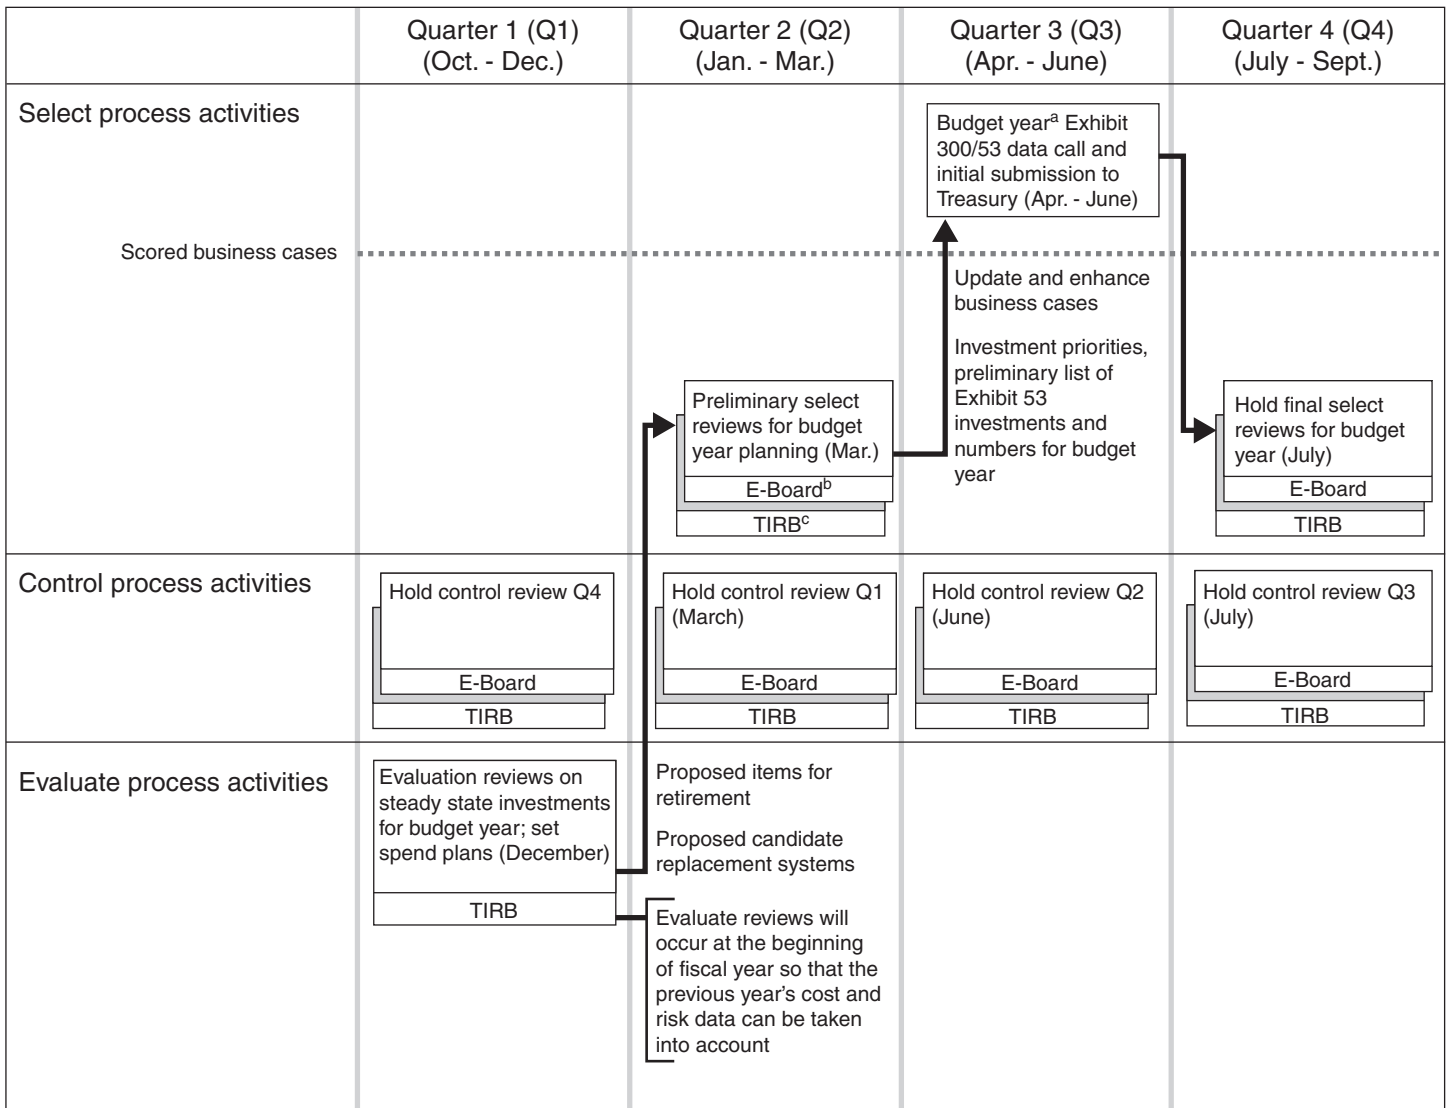 Quarter 1 (Q1)
(Oct. - Dec.)
Quarter 2 (Q2)
(Jan. - Mar.)
Quarter 3 (Q3)
(Apr. - June)
Quarter 4 (Q4)
(July - Sept.)
Select process activities
Budget yearᵃ Exhibit
300/53 data call and
initial submission to
Treasury (Apr. - June)
Scored business cases
Update and enhance
business cases
Investment priorities,
preliminary list of
Exhibit 53
investments and
numbers for budget
year
Preliminary select
reviews for budget
year planning (Mar.)
E-Boardᵇ
TIRBᶜ
Hold final select
reviews for budget
year (July)
E-Board
TIRB
Control process activities
Hold control review Q4
E-Board
TIRB
Hold control review Q1
(March)
E-Board
TIRB
Hold control review Q2
(June)
E-Board
TIRB
Hold control review Q3
(July)
E-Board
TIRB
Evaluate process activities
Evaluation reviews on
steady state investments
for budget year; set
spend plans (December)
TIRB
Proposed items for
retirement
Proposed candidate
replacement systems
Evaluate reviews will
occur at the beginning
of fiscal year so that the
previous year's cost and
risk data can be taken
into account